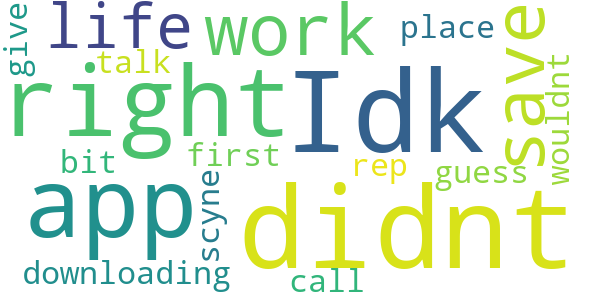 give
life
work
place
save
talk
right
Idk
wouldnt
bit
first
rep
guess
app
scyne
didnt
downloading
call